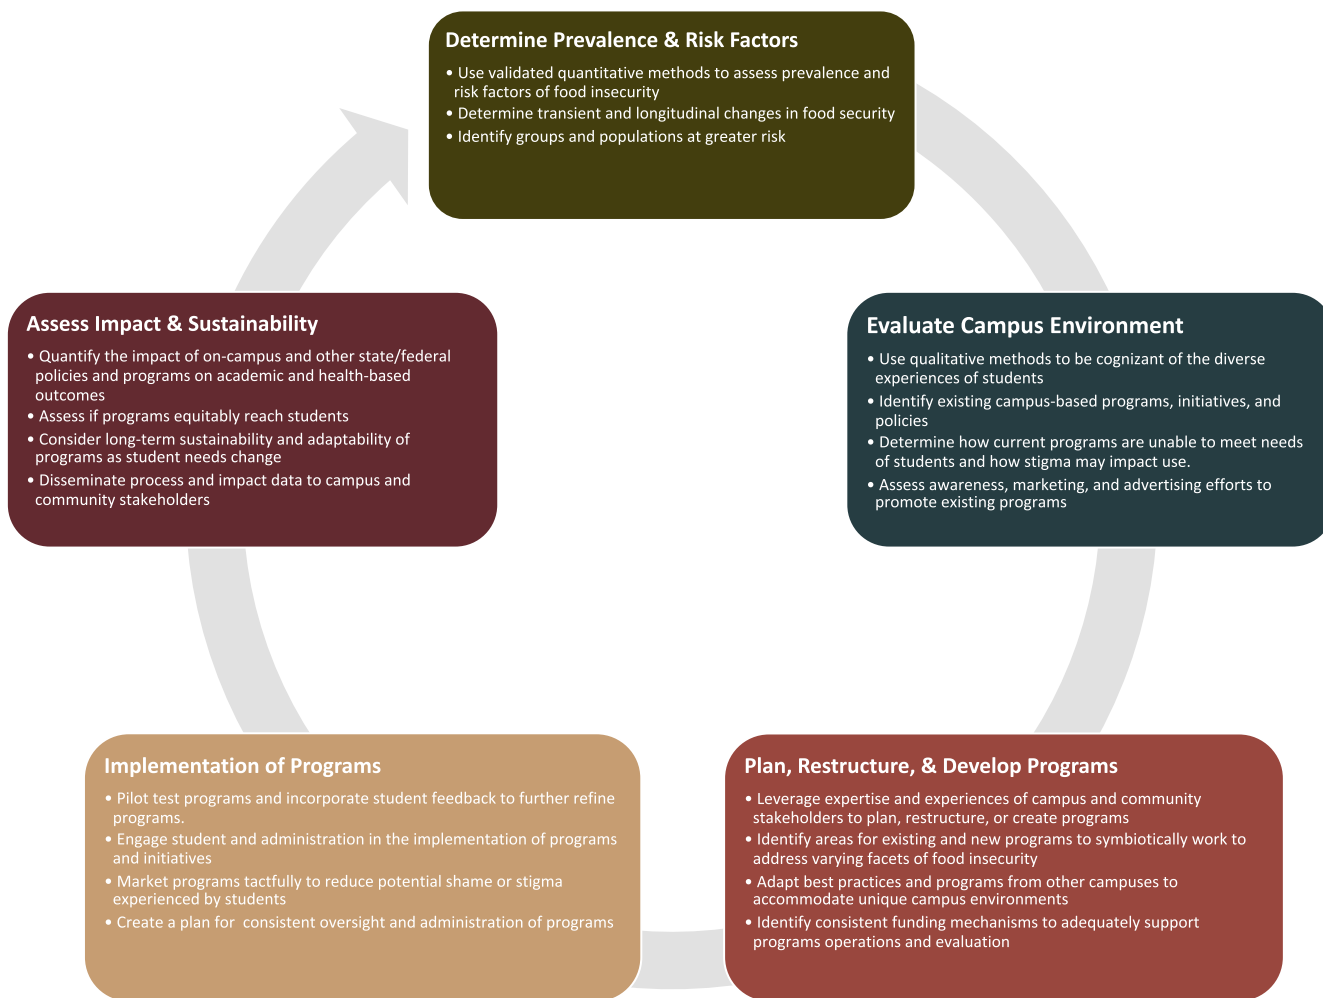 Determine Prevalence & Risk Factors
• Use validated quantitative methods to assess prevalence and
risk factors of food insecurity
• Determine transient and longitudinal changes in food security
• Identify groups and populations at greater risk
Evaluate Campus Environment
• Use qualitative methods to be cognizant of the diverse
experiences of students
• Identify existing campus-based programs, initiatives, and
policies
• Determine how current programs are unable to meet needs
of students and how stigma may impact use.
• Assess awareness, marketing, and advertising efforts to
promote existing programs
Plan, Restructure, & Develop Programs
• Leverage expertise and experiences of campus and community
stakeholders to plan, restructure, or create programs
• Identify areas for existing and new programs to symbiotically work to
address varying facets of food insecurity
• Adapt best practices and programs from other campuses to
accommodate unique campus environments
• Identify consistent funding mechanisms to adequately support
programs operations and evaluation
Implementation of Programs
• Pilot test programs and incorporate student feedback to further refine
programs.
• Engage student and administration in the implementation of programs
and initiatives
• Market programs tactfully to reduce potential shame or stigma
experienced by students
• Create a plan for  consistent oversight and administration of programs
Assess Impact & Sustainability
• Quantify the impact of on-campus and other state/federal
policies and programs on academic and health-based
outcomes
• Assess if programs equitably reach students
• Consider long-term sustainability and adaptability of
programs as student needs change
• Disseminate process and impact data to campus and
community stakeholders